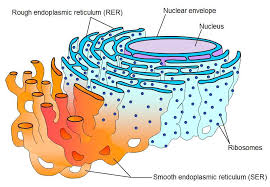 Nuclear envelope
Rough endoplasmic reticulum (RER)
Nucleus
Ribosomes
Smooth endoplasmic reticulum (SER)